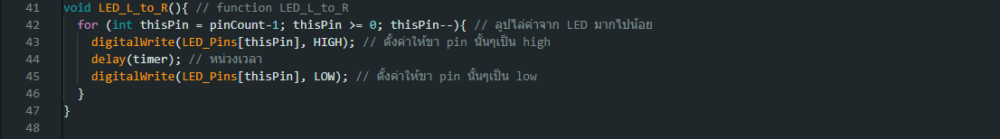 41 void LED_L_to_R(){ // function LED_L_to_R
42 for (int thisPin = pinCount-1; thisPin >= 0; thisPin--){ // ลูปไล่ค่าจาก LED มากไปน้อย
43 digitalWrite(LED_Pins[thisPin], HIGH); // ตั้งค่าให้ขา pin นั้นๆเป็น high
44 delay(timer); // หน่วงเวลา
45 digitalWrite(LED_Pins[thisPin], LOW); // ตั้งค่าให้ขา pin นั้นๆเป็น low
46 }
47 }
48